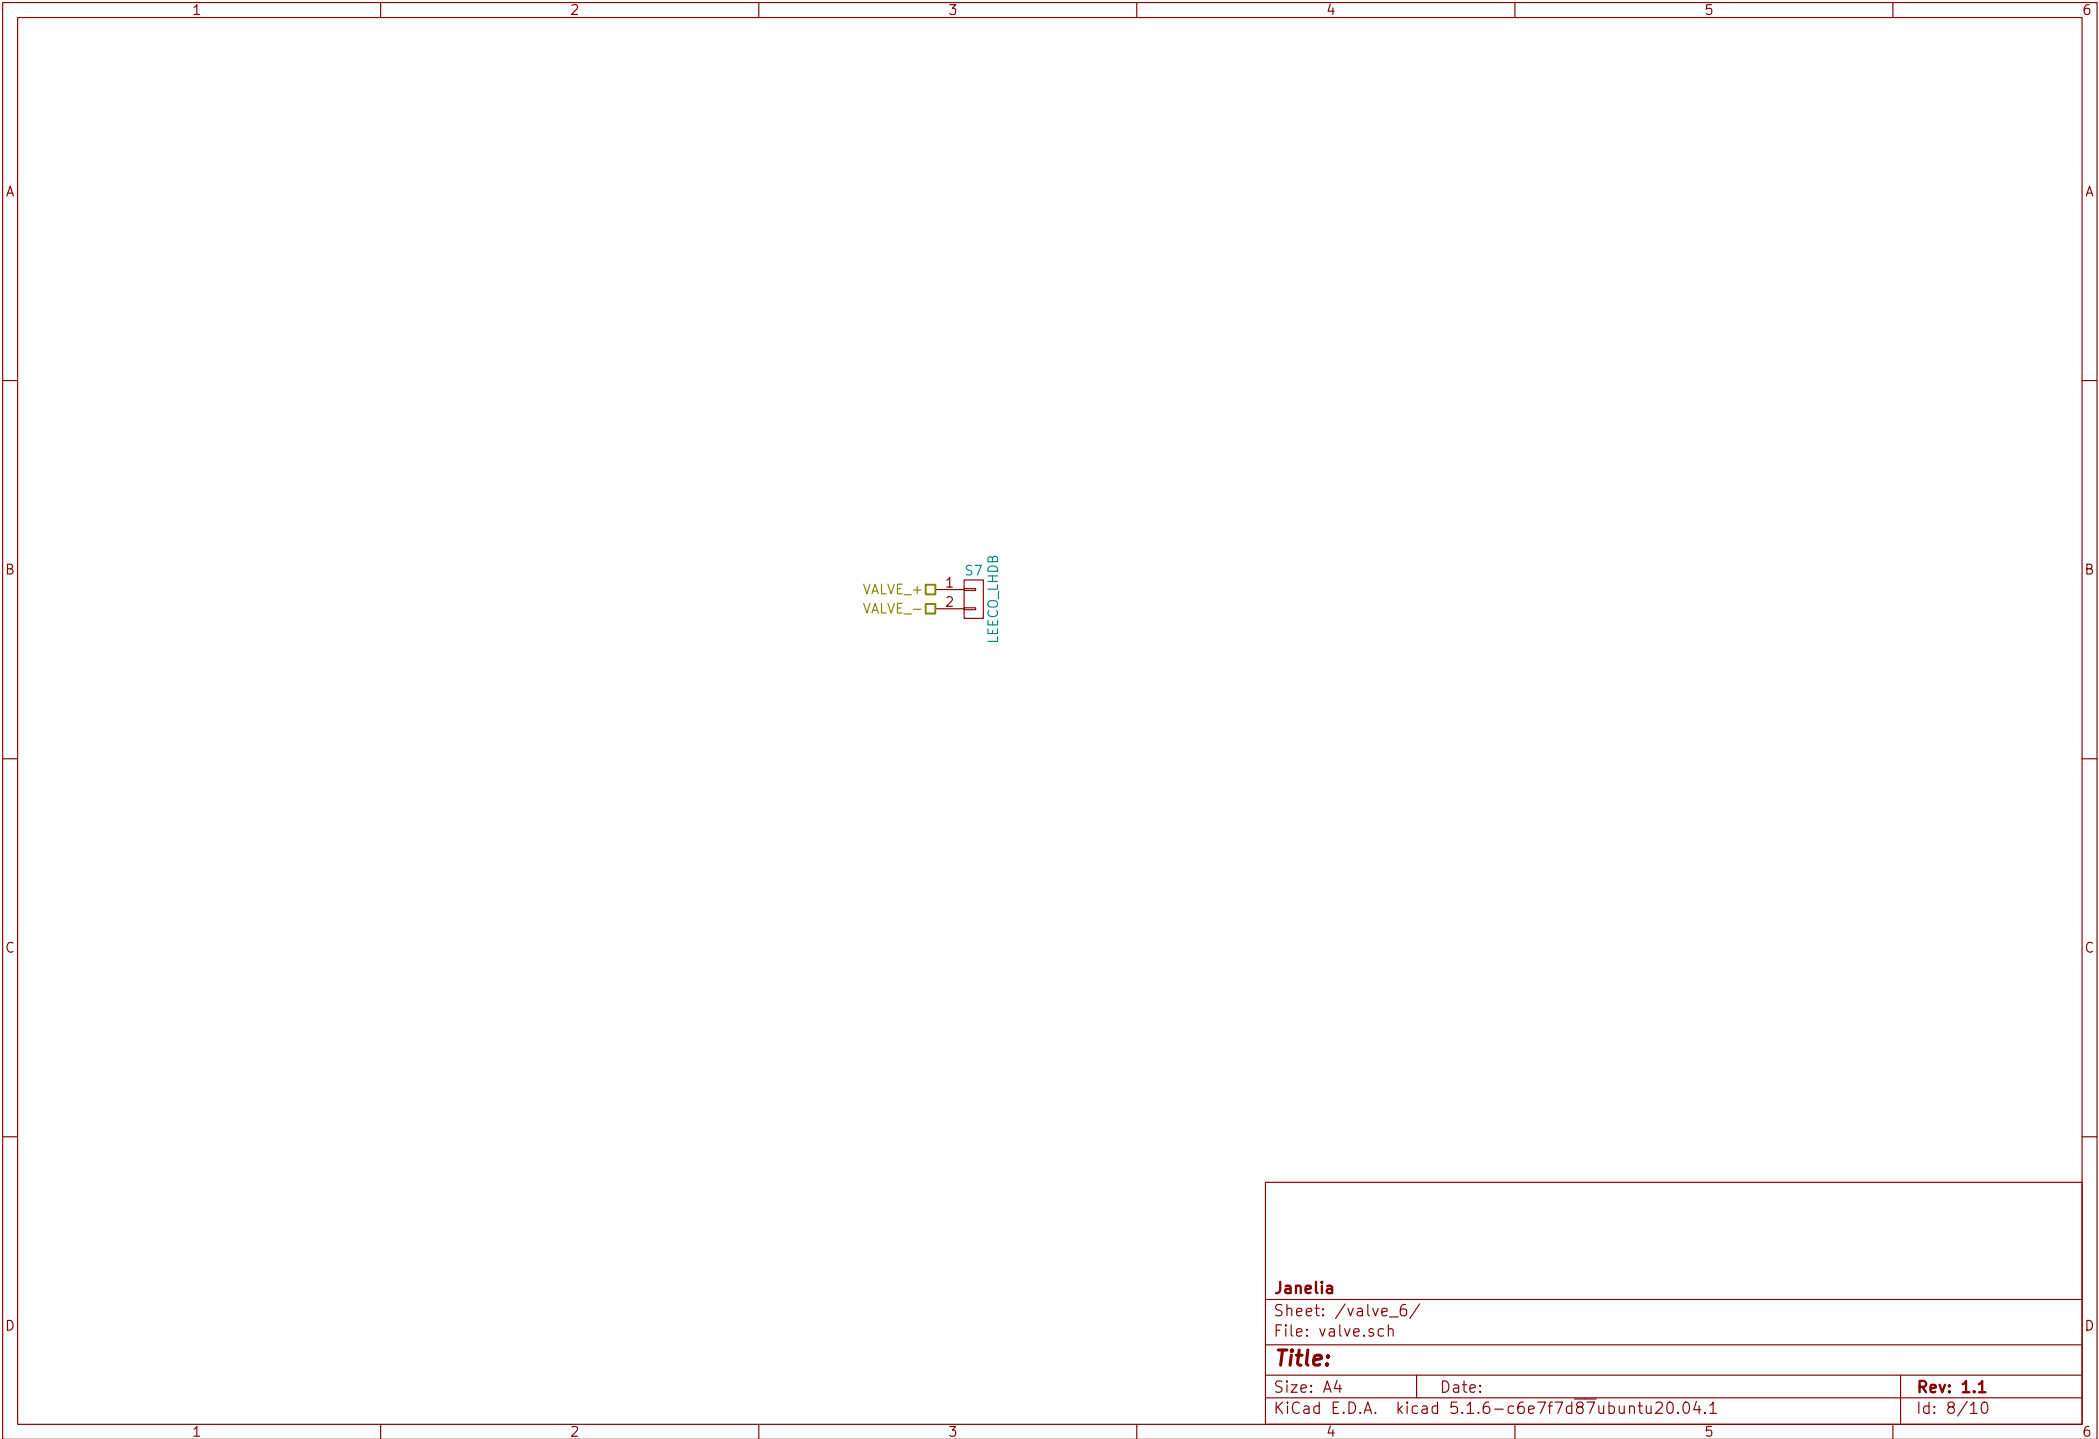 1 2 3 4 5 6
A A
S7
LEECO_LHDB
B B
VALVE_+ 1
VALVE_- 2
C C
Janelia
Sheet: /valve_6/
File: valve.sch
D D
Title:
Size: A4 Date: Rev: 1.1
KiCad E.D.A. kicad 5.1.6-c6e7f7d87ubuntu20.04.1 Id: 8/10
1 2 3 4 5 6